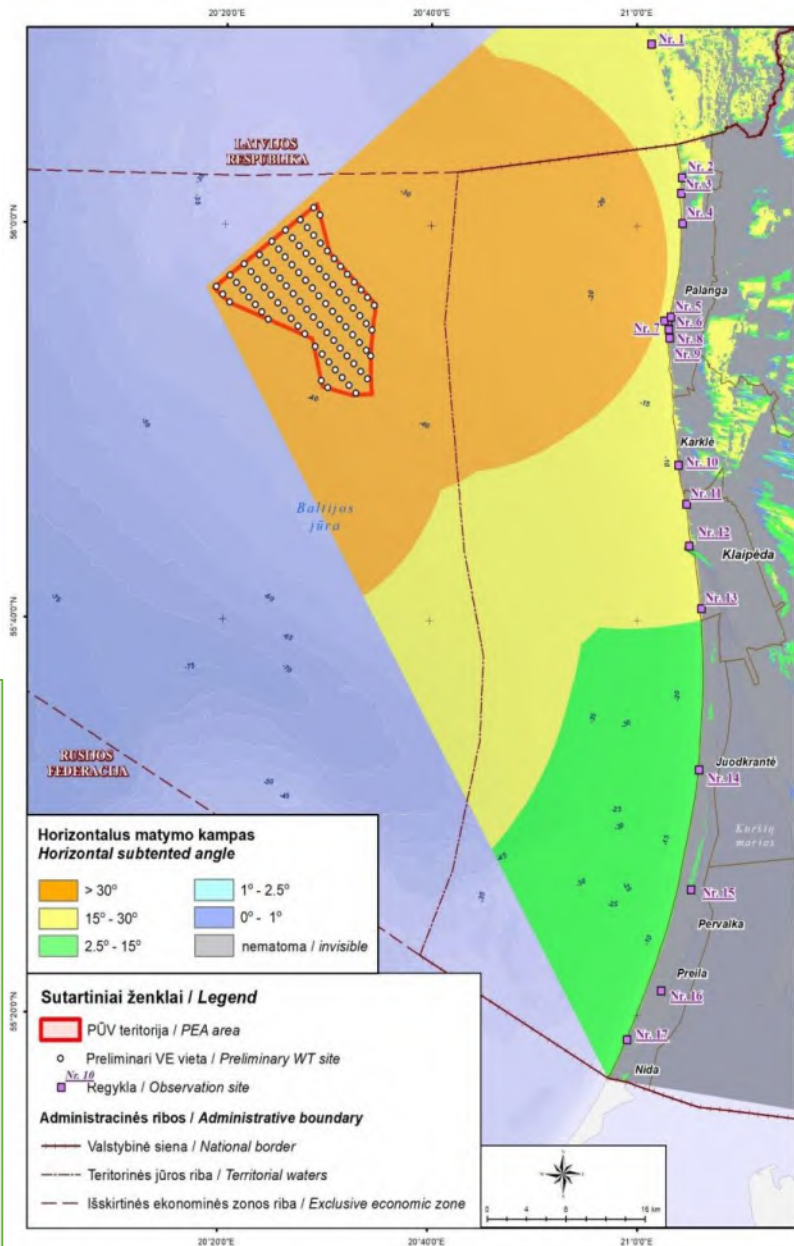 20°20'0"E 20°40'0"E 21°0'0"E
Nr. 1
LATVIJOS
RESPUBLIKA
Nr. 2
Nr. 3
Nr. 4
56°0'0"N
Palanga
Nr. 5
Nr. 6
Nr. 7
Nr. 8
Nr. 9
Karklė
Nr. 10
Nr. 11
Baltijos
jūra
Nr. 12
Klaipėda
Nr. 13
55°40'0"N
RUSIJOS
FEDERACIJA
Juodkrantė
Nr. 14
Kuršių
marios
Nr. 15
Pervalka
Preila
Nr. 16
55°20'0"N
Nr. 17
Nida
Horizontalus matymo kampas
Horizontal subtented angle
> 30° 1° - 2.5°
15° - 30° 0° - 1°
2.5° - 15° nematoma / invisible
Sutartiniai ženklai / Legend
PŪV teritorija / PEA area
Preliminari VE vieta / Preliminary WT site
Nr. 10
Regykla / Observation site
Administracinės ribos / Administrative boundary
Valstybinė siena / National border
Teritorinės jūros riba / Territorial waters
Išskirtinės ekonominės zonos riba / Exclusive economic zone
0 4 8 16 km
20°20'0"E 20°40'0"E 21°0'0"E